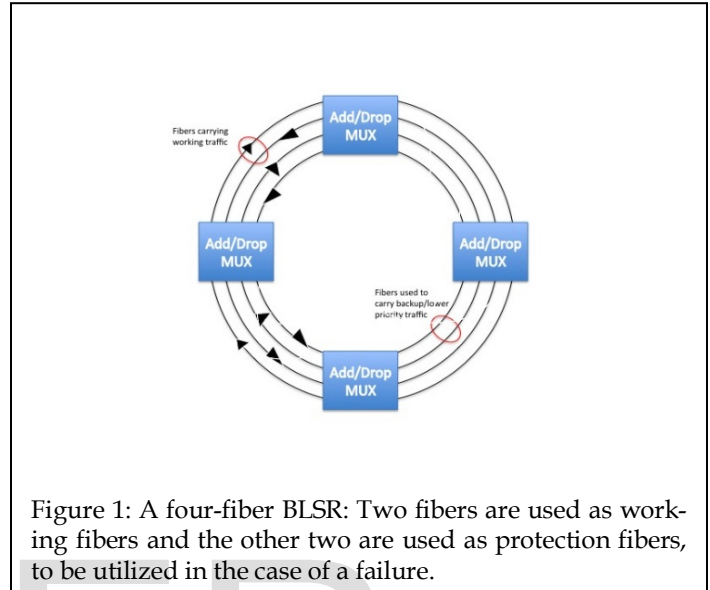 Fibers carrying
working traffic
Add/Drop
MUX
Add/Drop
MUX
Add/Drop
MUX
Fibers used to
carry backup/lower
priority traffic
Add/Drop
MUX
Figure 1: A four-fiber BLSR: Two fibers are used as work-
ing fibers and the other two are used as protection fibers,
to be utilized in the case of a failure.